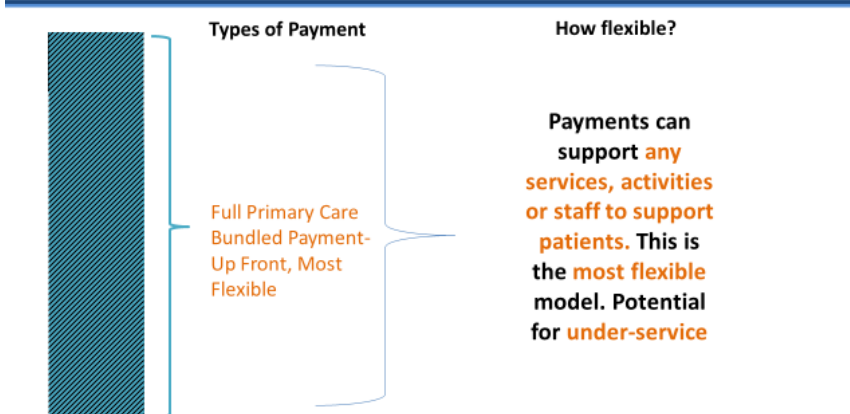 Types of Payment
How flexible?
Full Primary Care
Bundled Payment-
Up Front, Most
Flexible
Payments can
support any
services, activities
or staff to support
patients. This is
the most flexible
model. Potential
for under-service